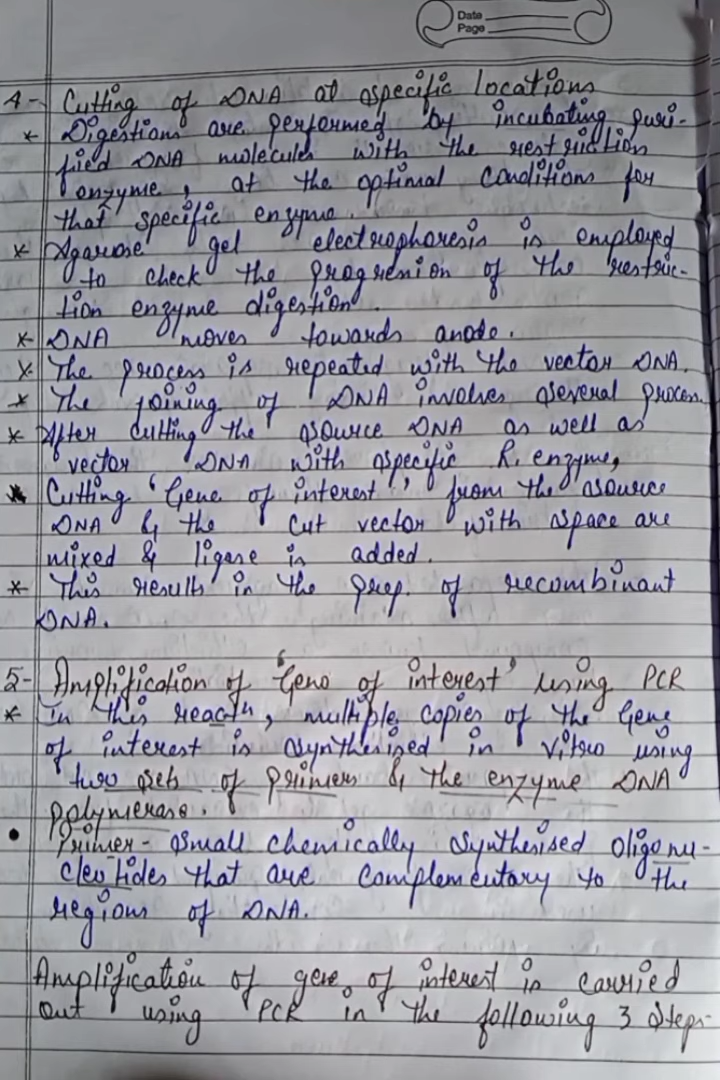 Date
Page
4- Cutting of DNA at specific locations
* Digestions are performed by incubating puri-
fied DNA molecules with the restriction
enzyme, at the optimal conditions for
that specific enzyme.
* Agarose gel electrophoresis is employed
to check the progression of the restric-
tion enzyme digestion.
* DNA moves towards anode.
* The process is repeated with the vector DNA.
* The joining of DNA involves several process.
* After cutting the source DNA as well as
vector DNA with specific R. enzyme,
* Cutting 'Gene of interest' from the source
DNA & the cut vector with space are
mixed & ligase is added.
* This results in the prep. of recombinant
DNA.
5- Amplification of 'Gene of interest' using PCR
* In this reactn, multiple copies of the Gene
of interest is synthesised in vitro using
two sets of primers & the enzyme DNA
polymerase.
• Primer - small chemically synthesised oligonu-
cleotides that are complementary to the
regions of DNA.
Amplification of gene of interest is carried
out using PCR in the following 3 steps-